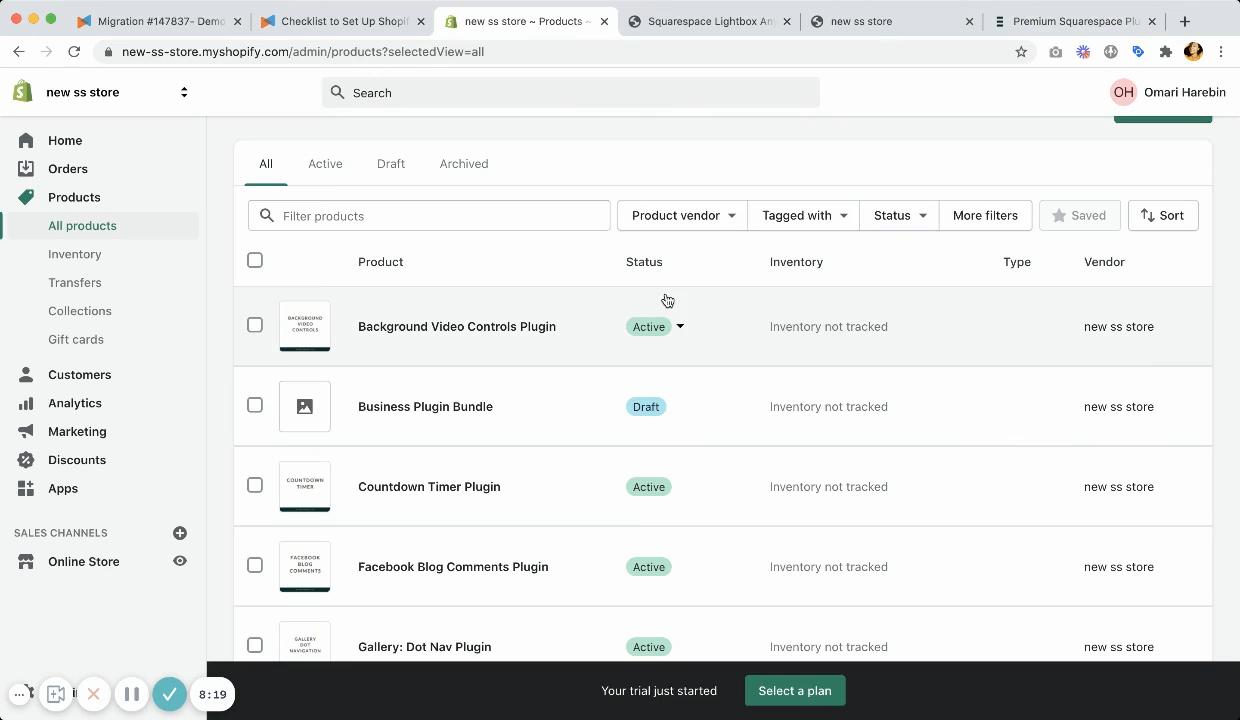 Migration #147837- Demo
Checklist to Set Up Shopif
new ss store ~ Products ~
Squarespace Lightbox An
new ss store
Premium Squarespace Plu
new-ss-store.myshopify.com/admin/products?selectedView=all
new ss store
Search
OH
Omari Harebin
Home
Orders
Products
All products
Inventory
Transfers
Collections
Gift cards
Customers
Analytics
Marketing
Discounts
Apps
SALES CHANNELS
Online Store
All
Active
Draft
Archived
Filter products
Product vendor
Tagged with
Status
More filters
Saved
Sort
Product
Status
Inventory
Type
Vendor
BACKGROUND
VIDEO
CONTROLS
Background Video Controls Plugin
Active
Inventory not tracked
new ss store
Business Plugin Bundle
Draft
Inventory not tracked
new ss store
COUNTDOWN
TIMER
Countdown Timer Plugin
Active
Inventory not tracked
new ss store
FACEBOOK
BLOG
COMMENTS
Facebook Blog Comments Plugin
Active
Inventory not tracked
new ss store
GALLERY
DOT
NAVIGATION
Gallery: Dot Nav Plugin
Active
Inventory not tracked
new ss store
8:19
Your trial just started
Select a plan